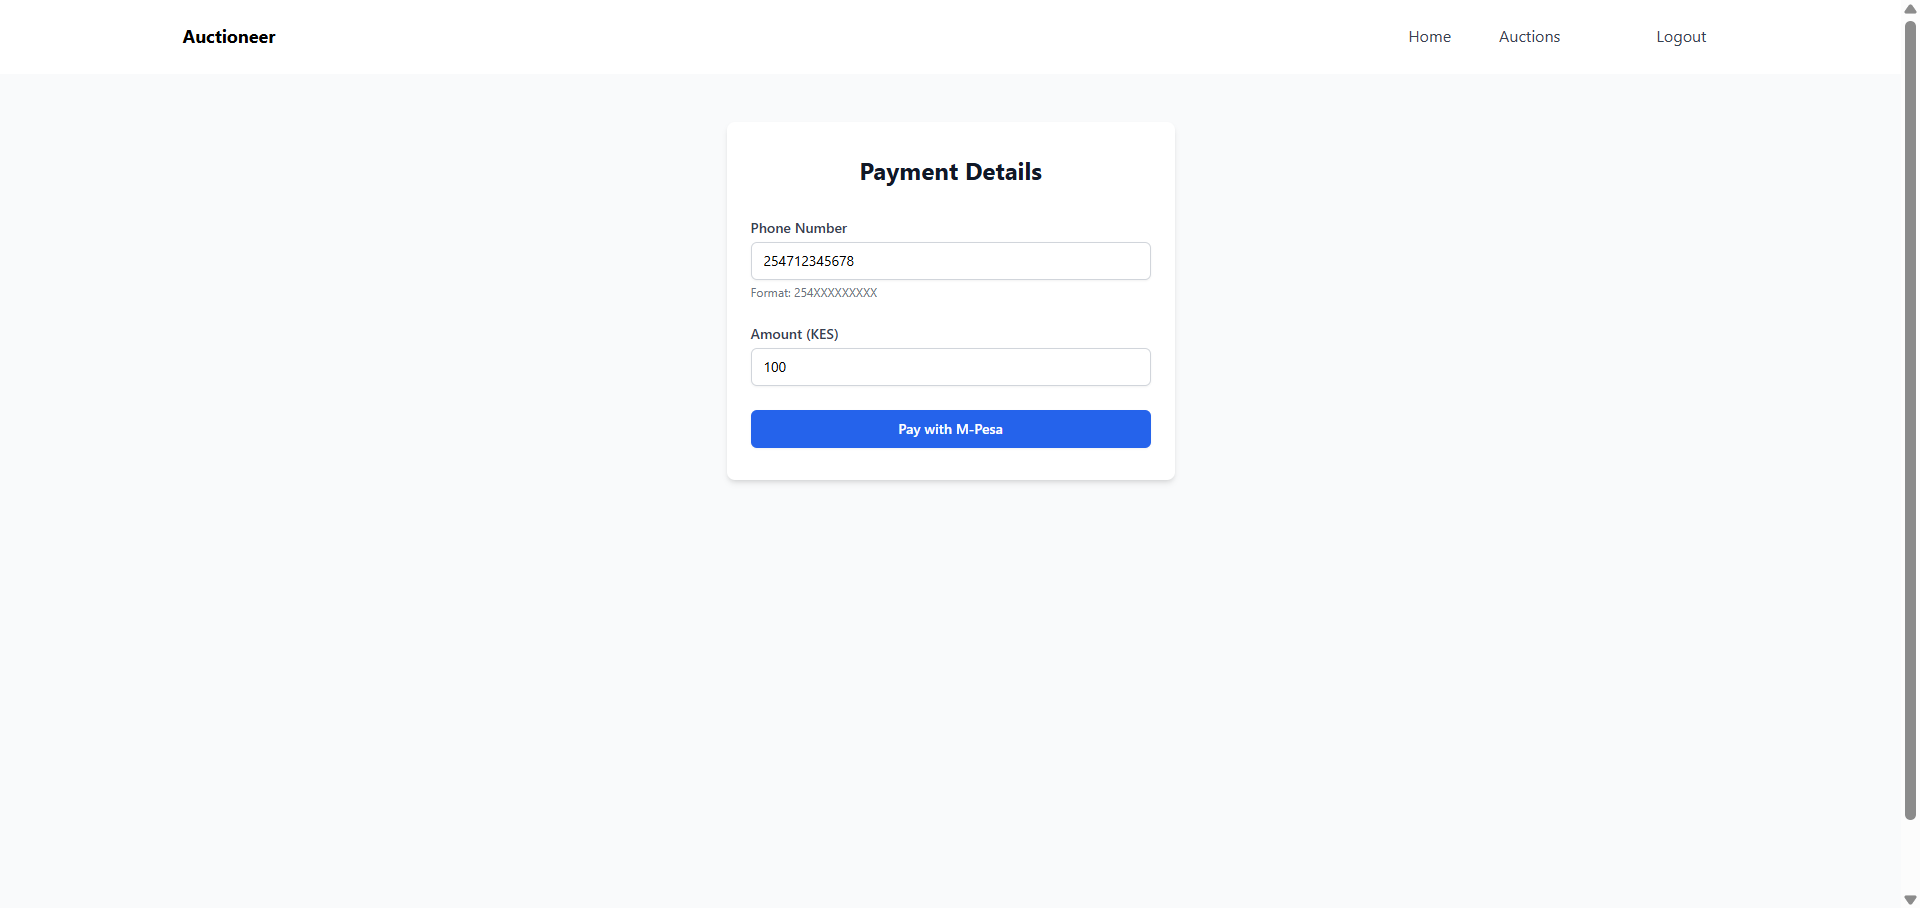 Auctioneer
Home Auctions Logout
Payment Details
Phone Number
254712345678
Format: 254XXXXXXXXX
Amount (KES)
100
Pay with M-Pesa